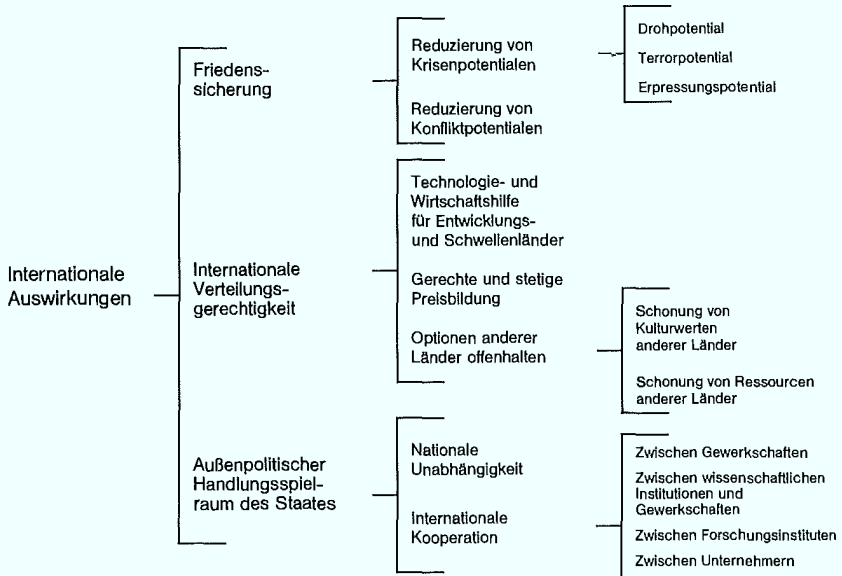 Internationale
Auswirkungen
Friedens-
sicherung
Reduzierung von
Krisenpotentialen
Drohpotential
Terrorpotential
Erpressungspotential
Reduzierung von
Konfliktpotentialen
Internationale
Verteilungs-
gerechtigkeit
Technologie- und
Wirtschaftshilfe
für Entwicklungs-
und Schwellenländer
Gerechte und stetige
Preisbildung
Optionen anderer
Länder offenhalten
Schonung von
Kulturwerten
anderer Länder
Schonung von Ressourcen
anderer Länder
Außenpolitischer
Handlungsspiel-
raum des Staates
Nationale
Unabhängigkeit
Internationale
Kooperation
Zwischen Gewerkschaften
Zwischen wissenschaftlichen
Institutionen und
Gewerkschaften
Zwischen Forschungsinstituten
Zwischen Unternehmern